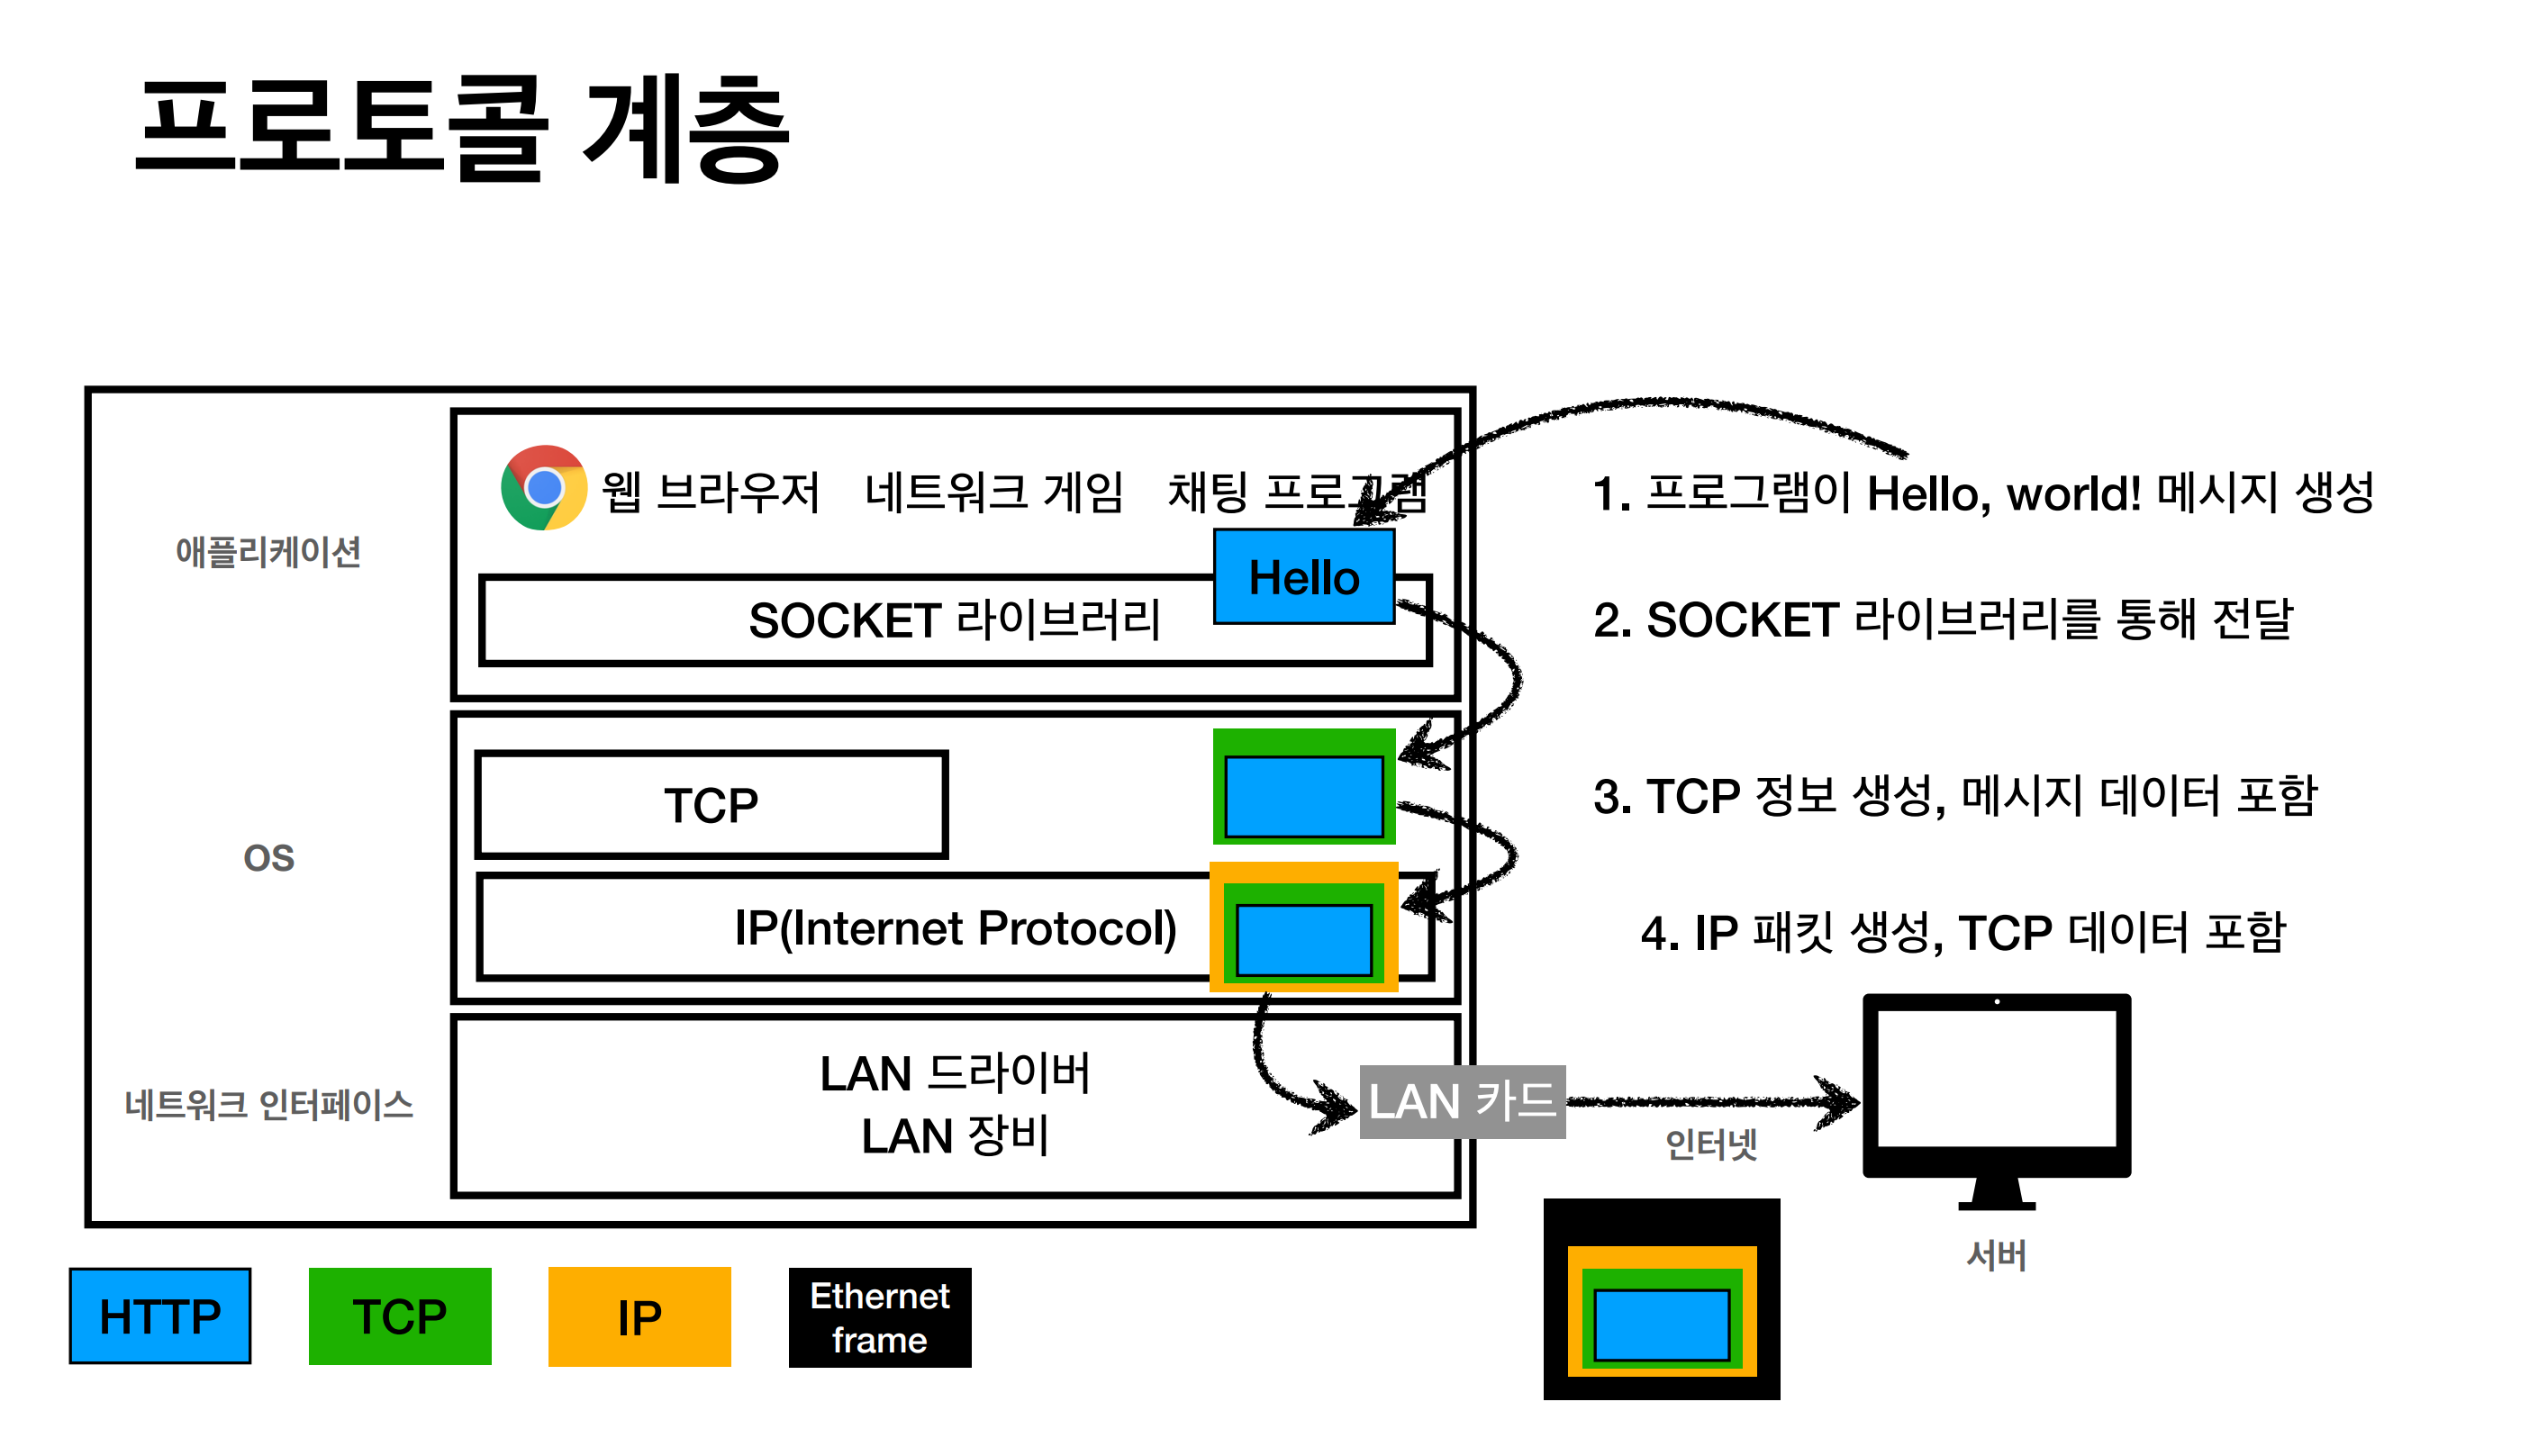 프로토콜 계층
애플리케이션
웹 브라우저 네트워크 게임 채팅 프로그램
Hello
SOCKET 라이브러리
OS
TCP
IP(Internet Protocol)
네트워크 인터페이스
LAN 드라이버
LAN 장비
LAN 카드
인터넷
서버
1. 프로그램이 Hello, world! 메시지 생성
2. SOCKET 라이브러리를 통해 전달
3. TCP 정보 생성, 메시지 데이터 포함
4. IP 패킷 생성, TCP 데이터 포함
HTTP
TCP
IP
Ethernet
frame